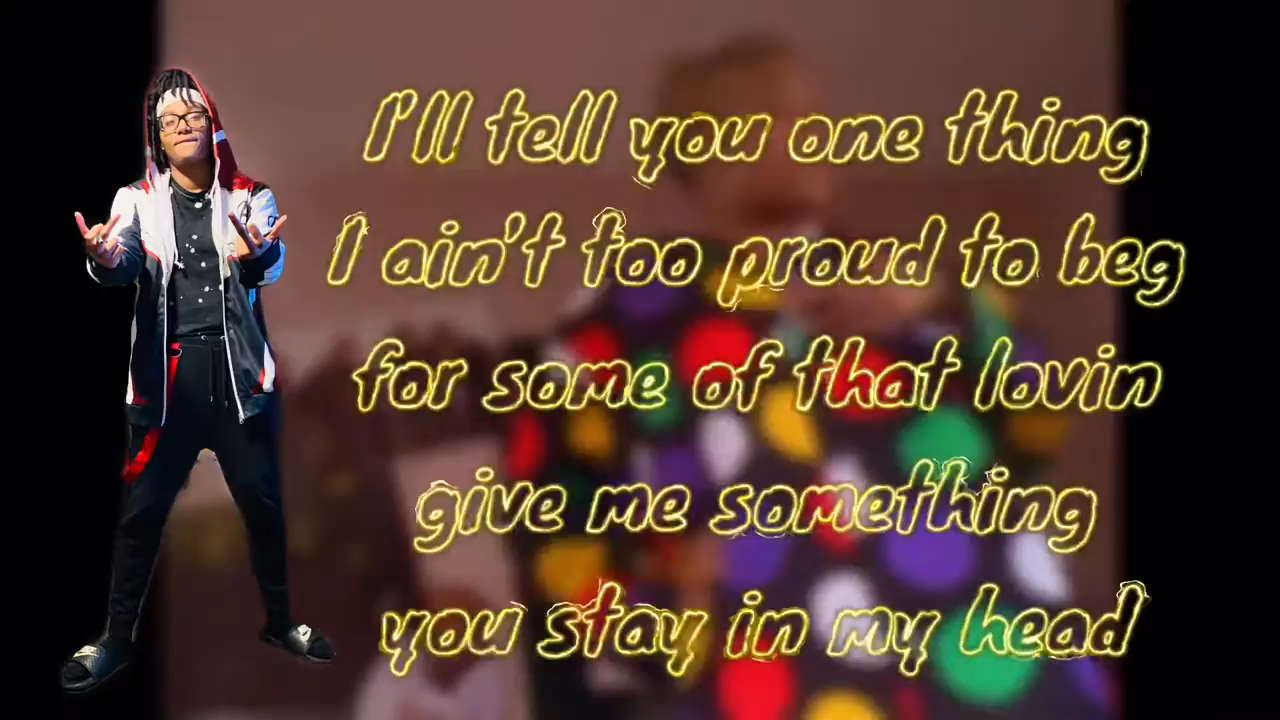 I'll tell you one thing
I ain't too proud to beg
for some of that lovin
give me something
you stay in my head